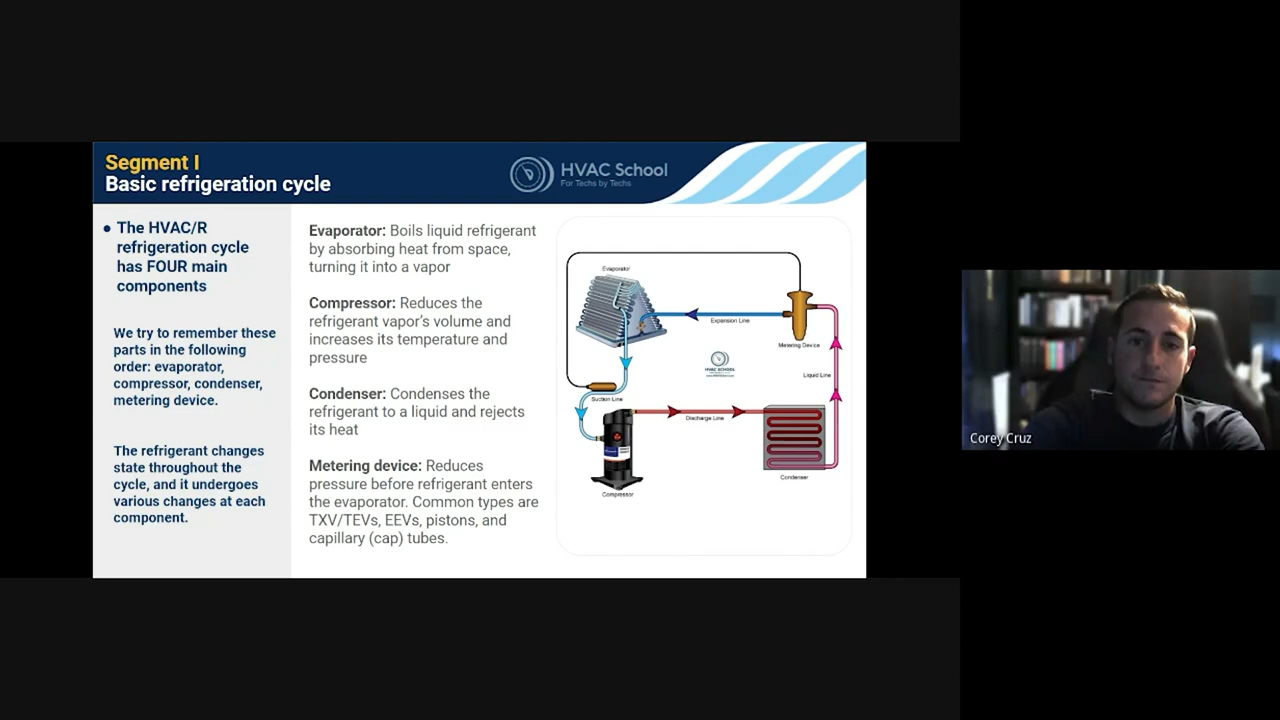 Segment I
Basic refrigeration cycle
HVAC School
For Techs by Techs
● The HVAC/R
refrigeration cycle
has FOUR main
components
We try to remember these
parts in the following
order: evaporator,
compressor, condenser,
metering device.
The refrigerant changes
state throughout the
cycle, and it undergoes
various changes at each
component.
Evaporator: Boils liquid refrigerant
by absorbing heat from space,
turning it into a vapor
Compressor: Reduces the
refrigerant vapor's volume and
increases its temperature and
pressure
Condenser: Condenses the
refrigerant to a liquid and rejects
its heat
Metering device: Reduces
pressure before refrigerant enters
the evaporator. Common types are
TXV/TEVs, EEVs, pistons, and
capillary (cap) tubes.
Evaporator
Expansion Line
Metering Device
HVAC SCHOOL
Liquid Line
Suction Line
Discharge Line
Condenser
Compressor
Corey Cruz